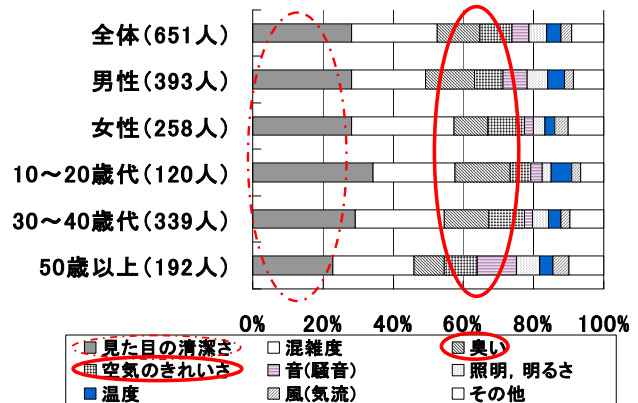 全体(651人)
男性(393人)
女性(258人)
10～20歳代(120人)
30～40歳代(339人)
50歳以上(192人)
0% 20% 40% 60% 80% 100%
見た目の清潔さ 混雑度 臭い
空気のきれいさ 音(騒音) 照明，明るさ
温度 風(気流) その他